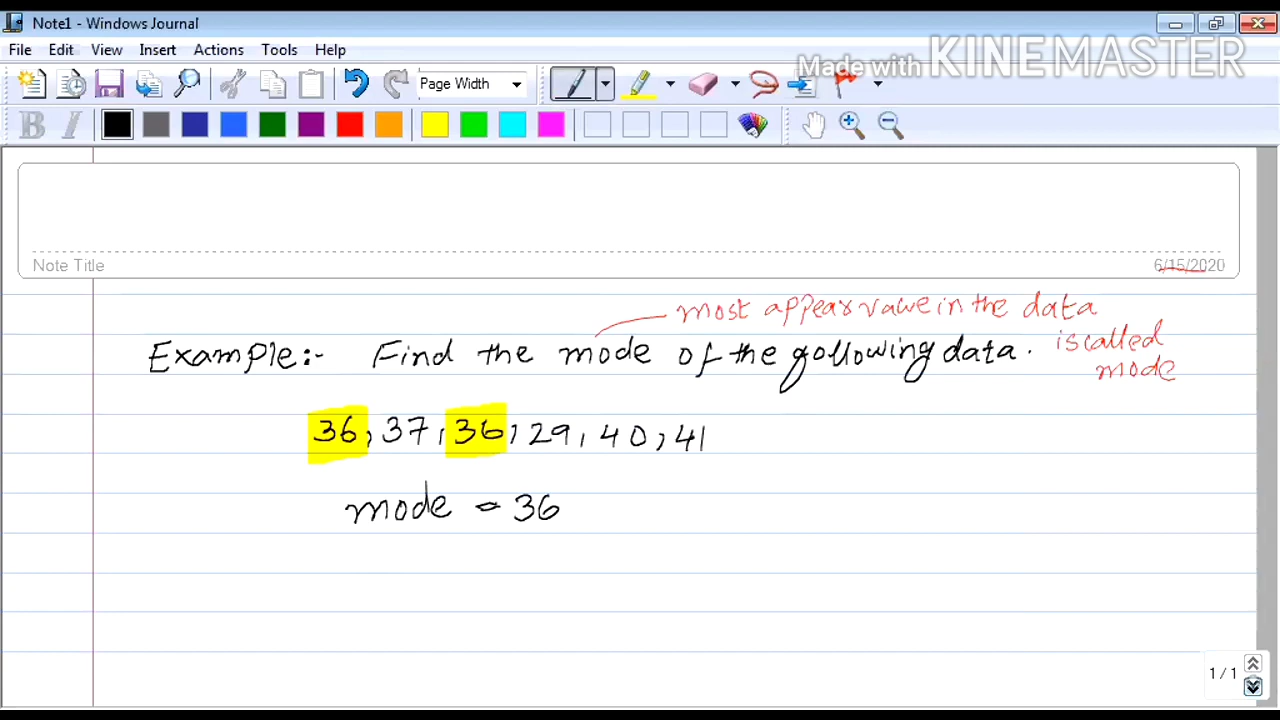 Note1 - Windows Journal
File Edit View Insert Actions Tools Help
Made with KINEMASTER
Page Width
B I
Note Title
6/15/2020
most appear value in the data
Example:- Find the mode of the following data.
is called
mode
36, 37, 36, 29, 40, 41
mode = 36
1 / 1